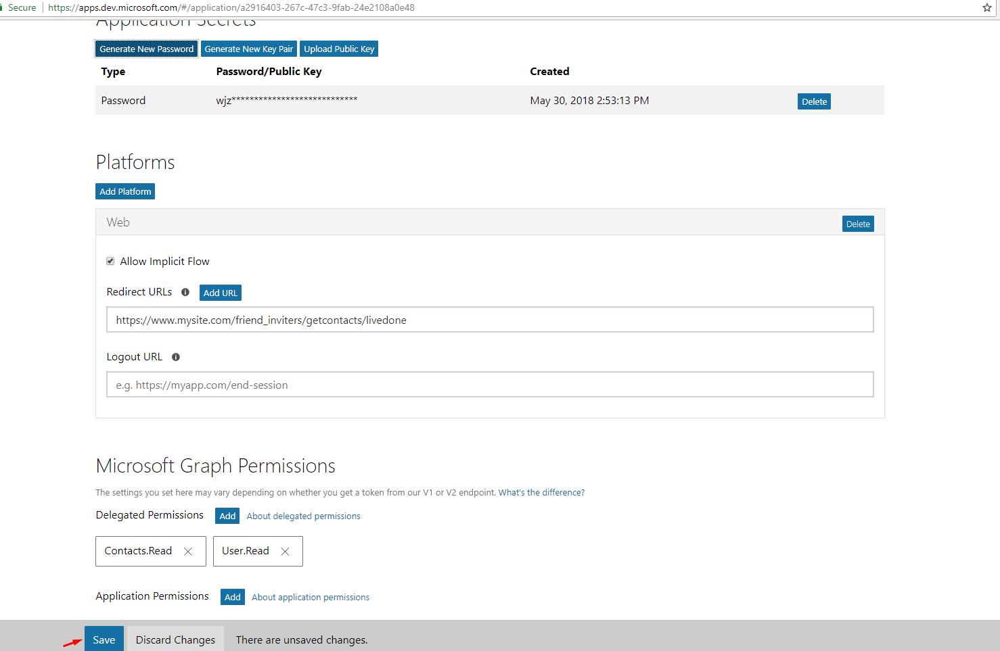 Secure https://apps.dev.microsoft.com/#/application/a2916403-267c-47c3-9fab-24e2108a0e48
Application Secrets
Generate New Password Generate New Key Pair Upload Public Key
Type Password/Public Key Created
Password wjz**************************** May 30, 2018 2:53:13 PM Delete
Platforms
Add Platform
Web Delete
Allow Implicit Flow
Redirect URLs Add URL
https://www.mysite.com/friend_inviters/getcontacts/livedone
Logout URL
e.g. https://myapp.com/end-session
Microsoft Graph Permissions
The settings you set here may vary depending on whether you get a token from our V1 or V2 endpoint. What's the difference?
Delegated Permissions Add About delegated permissions
Contacts.Read User.Read
Application Permissions Add About application permissions
Save Discard Changes There are unsaved changes.